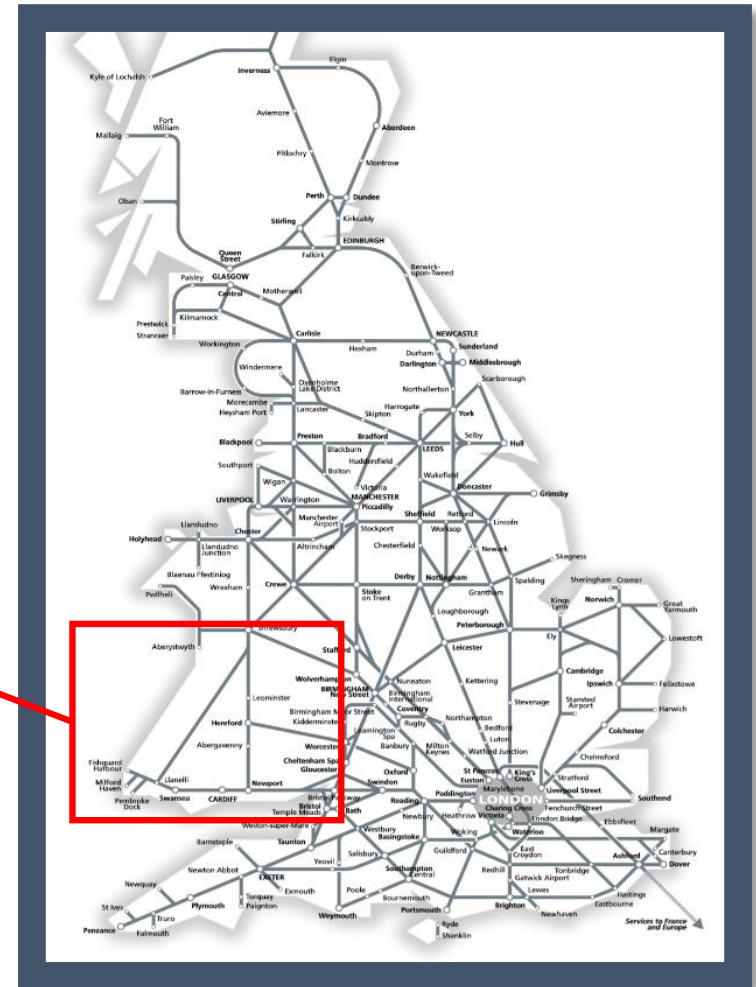 Elgin
Inverness
Kyle of Lochalsh
Aviemore
Fort
William
Aberdeen
Mallaig
Pitlochry
Montrose
Perth
Dundee
Oban
Kirkcaldy
Stirling
EDINBURGH
Queen
Street
Falkirk
Berwick-
upon-Tweed
Paisley
GLASGOW
Central
Motherwell
Kilmarnock
Prestwick
Stranraer
Carlisle
NEWCASTLE
Workington
Hexham
Sunderland
Durham
Darlington
Middlesbrough
Windermere
Oxenholme
Lake District
Scarborough
Barrow-in-Furness
Northallerton
Morecambe
Heysham Port
Lancaster
Harrogate
York
Skipton
Blackpool
Preston
Bradford
Selby
Hull
Blackburn
LEEDS
Huddersfield
Southport
Bolton
Wakefield
Wigan
Victoria
Doncaster
Grimsby
LIVERPOOL
Warrington
MANCHESTER
Piccadilly
Manchester
Airport
Sheffield
Retford
Llandudno
Stockport
Worksop
Lincoln
Holyhead
Chester
Llandudno
Junction
Altrincham
Chesterfield
Newark
Skegness
Blaenau Ffestiniog
Wrexham
Crewe
Stoke
on Trent
Derby
Nottingham
Spalding
Grantham
Sheringham
Cromer
Pwllheli
Kings
Lynn
Norwich
Great
Yarmouth
Loughborough
Peterborough
Shrewsbury
Ely
Lowestoft
Aberystwyth
Stafford
Leicester
Wolverhampton
Nuneaton
Cambridge
BIRMINGHAM
New Street
Birmingham
International
Kettering
Ipswich
Felixstowe
Leominster
Coventry
Stevenage
Stansted
Airport
Harwich
Birmingham Moor Street
Kidderminster
Rugby
Northampton
Hereford
Leamington
Spa
Bedford
Colchester
Abergavenny
Worcester
Banbury
Milton
Keynes
Luton
Watford Junction
Chelmsford
Cheltenham Spa
Gloucester
Oxford
St Pancras
King's
Cross
Fishguard
Harbour
Llanelli
Euston
Stratford
Milford
Haven
Newport
Swindon
Marylebone
Liverpool Street
Pembroke
Dock
Swansea
CARDIFF
Bristol Parkway
Reading
Paddington
LONDON
Southend
Bristol
Temple Meads
Bath
Charing Cross
Fenchurch Street
Newbury
Heathrow
Victoria
London Bridge
Ebbsfleet
Weston-super-Mare
Westbury
Basingstoke
Woking
Waterloo
Margate
Barnstaple
Taunton
Salisbury
Guildford
East
Croydon
Canterbury
Yeovil
Ashford
Dover
Newton Abbot
EXETER
Southampton
Central
Redhill
Tonbridge
Gatwick Airport
Newquay
Exmouth
Poole
Lewes
Hastings
St Ives
Plymouth
Torquay
Paignton
Bournemouth
Eastbourne
Truro
Weymouth
Portsmouth
Brighton
Newhaven
Penzance
Falmouth
Ryde
Shanklin
Services to France
and Europe